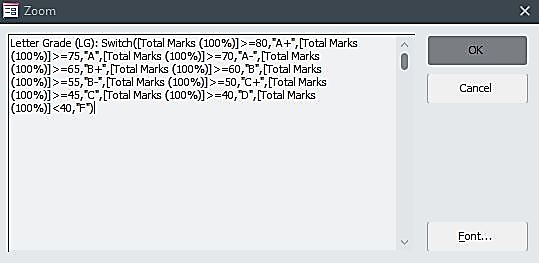 Zoom
Letter Grade (LG): Switch([Total Marks (100%)]>=80,"A+",[Total Marks
(100%)]>=75,"A",[Total Marks (100%)]>=70,"A-",[Total Marks
(100%)]>=65,"B+",[Total Marks (100%)]>=60,"B",[Total Marks
(100%)]>=55,"B-",[Total Marks (100%)]>=50,"C+",[Total Marks
(100%)]>=45,"C",[Total Marks (100%)]>=40,"D",[Total Marks
(100%)]<40,"F")
OK
Cancel
Font...